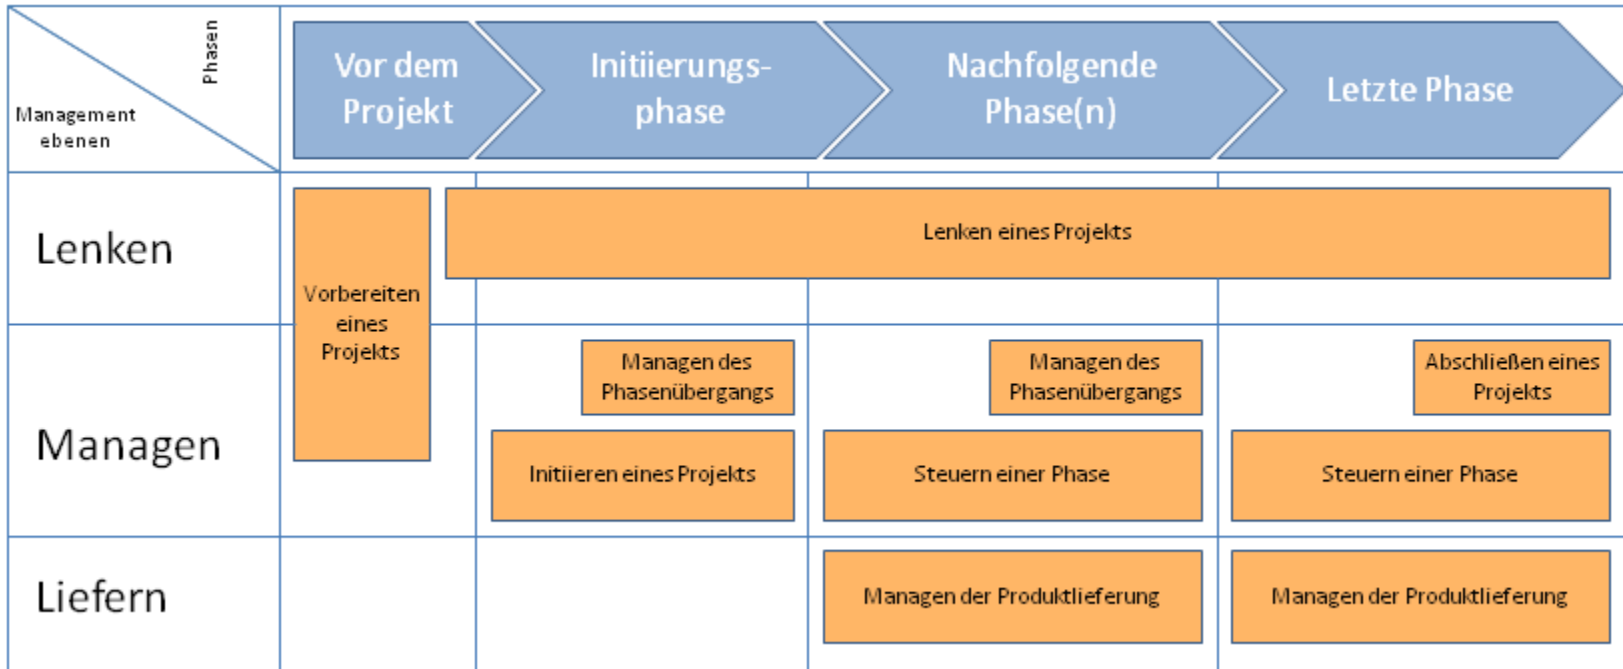 Phasen
Management
ebenen
Vor dem
Projekt
Initiierungs-
phase
Nachfolgende
Phase(n)
Letzte Phase
Lenken
Vorbereiten
eines
Projekts
Lenken eines Projekts
Managen
Managen des
Phasenübergangs
Managen des
Phasenübergangs
Abschließen eines
Projekts
Initiieren eines Projekts
Steuern einer Phase
Steuern einer Phase
Liefern
Managen der Produktlieferung
Managen der Produktlieferung